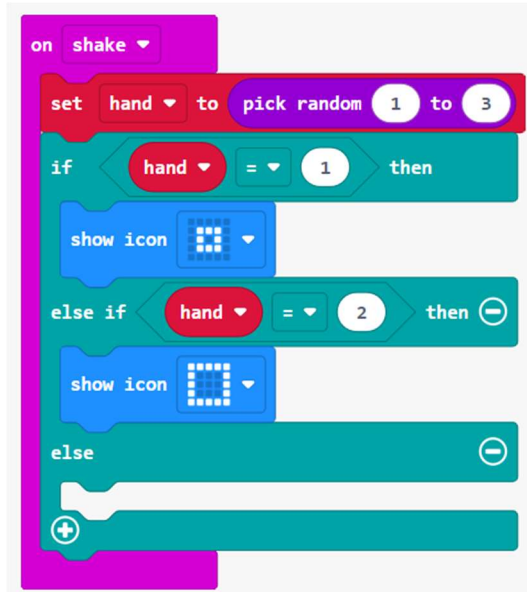 on shake
set hand to pick random 1 to 3
if hand = 1 then
show icon
else if hand = 2 then
show icon
else